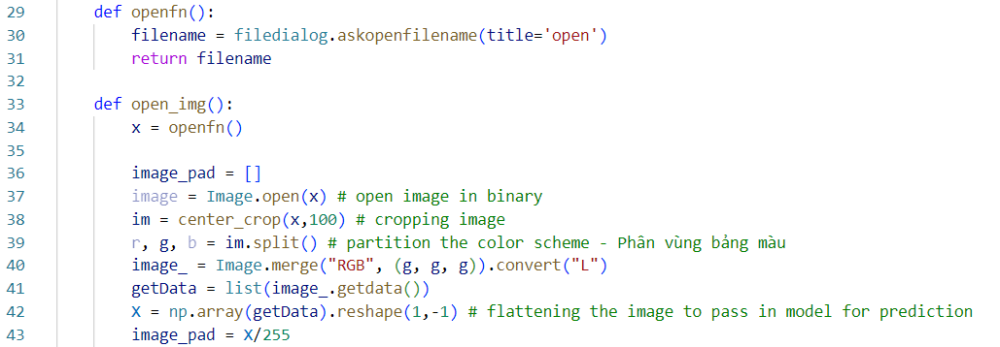 29 def openfn():
30 filename = filedialog.askopenfilename(title='open')
31 return filename
32
33 def open_img():
34 x = openfn()
35
36 image_pad = []
37 image = Image.open(x) # open image in binary
38 im = center_crop(x,100) # cropping image
39 r, g, b = im.split() # partition the color scheme - Phân vùng bảng màu
40 image_ = Image.merge("RGB", (g, g, g)).convert("L")
41 getData = list(image_.getdata())
42 X = np.array(getData).reshape(1,-1) # flattening the image to pass in model for prediction
43 image_pad = X/255